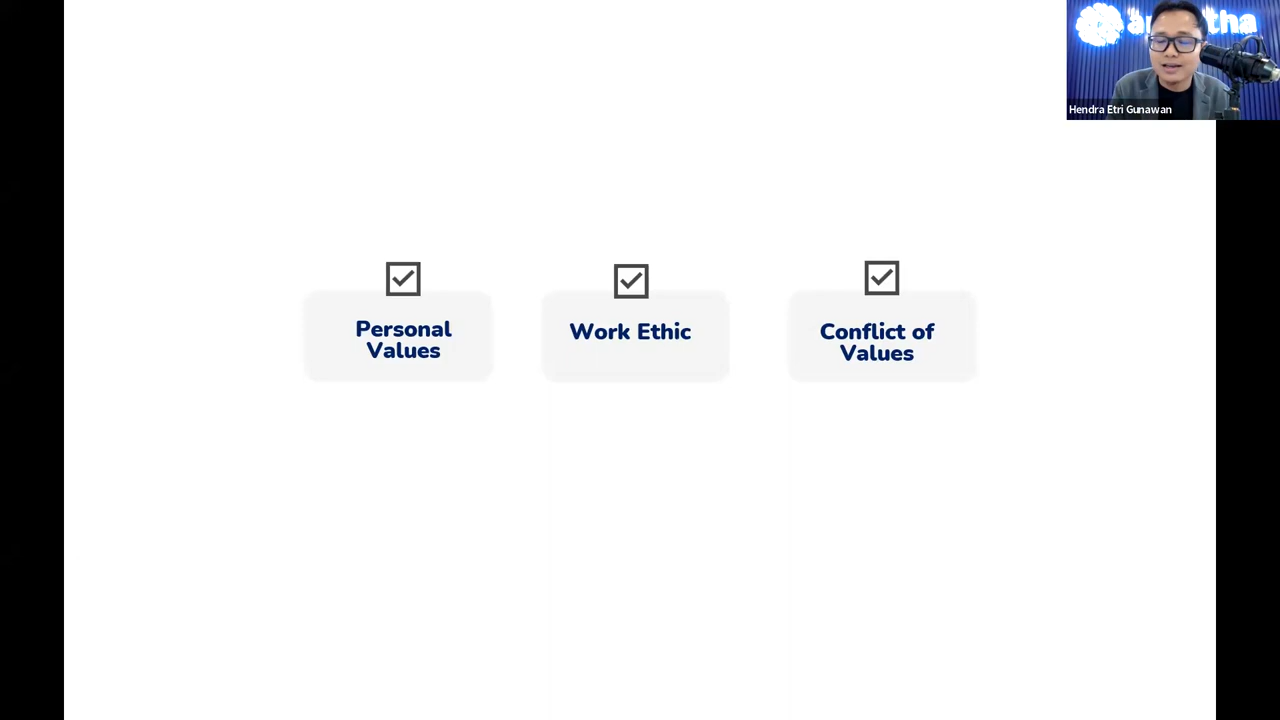 Hendra Etri Gunawan
Personal
Values
Work Ethic
Conflict of
Values